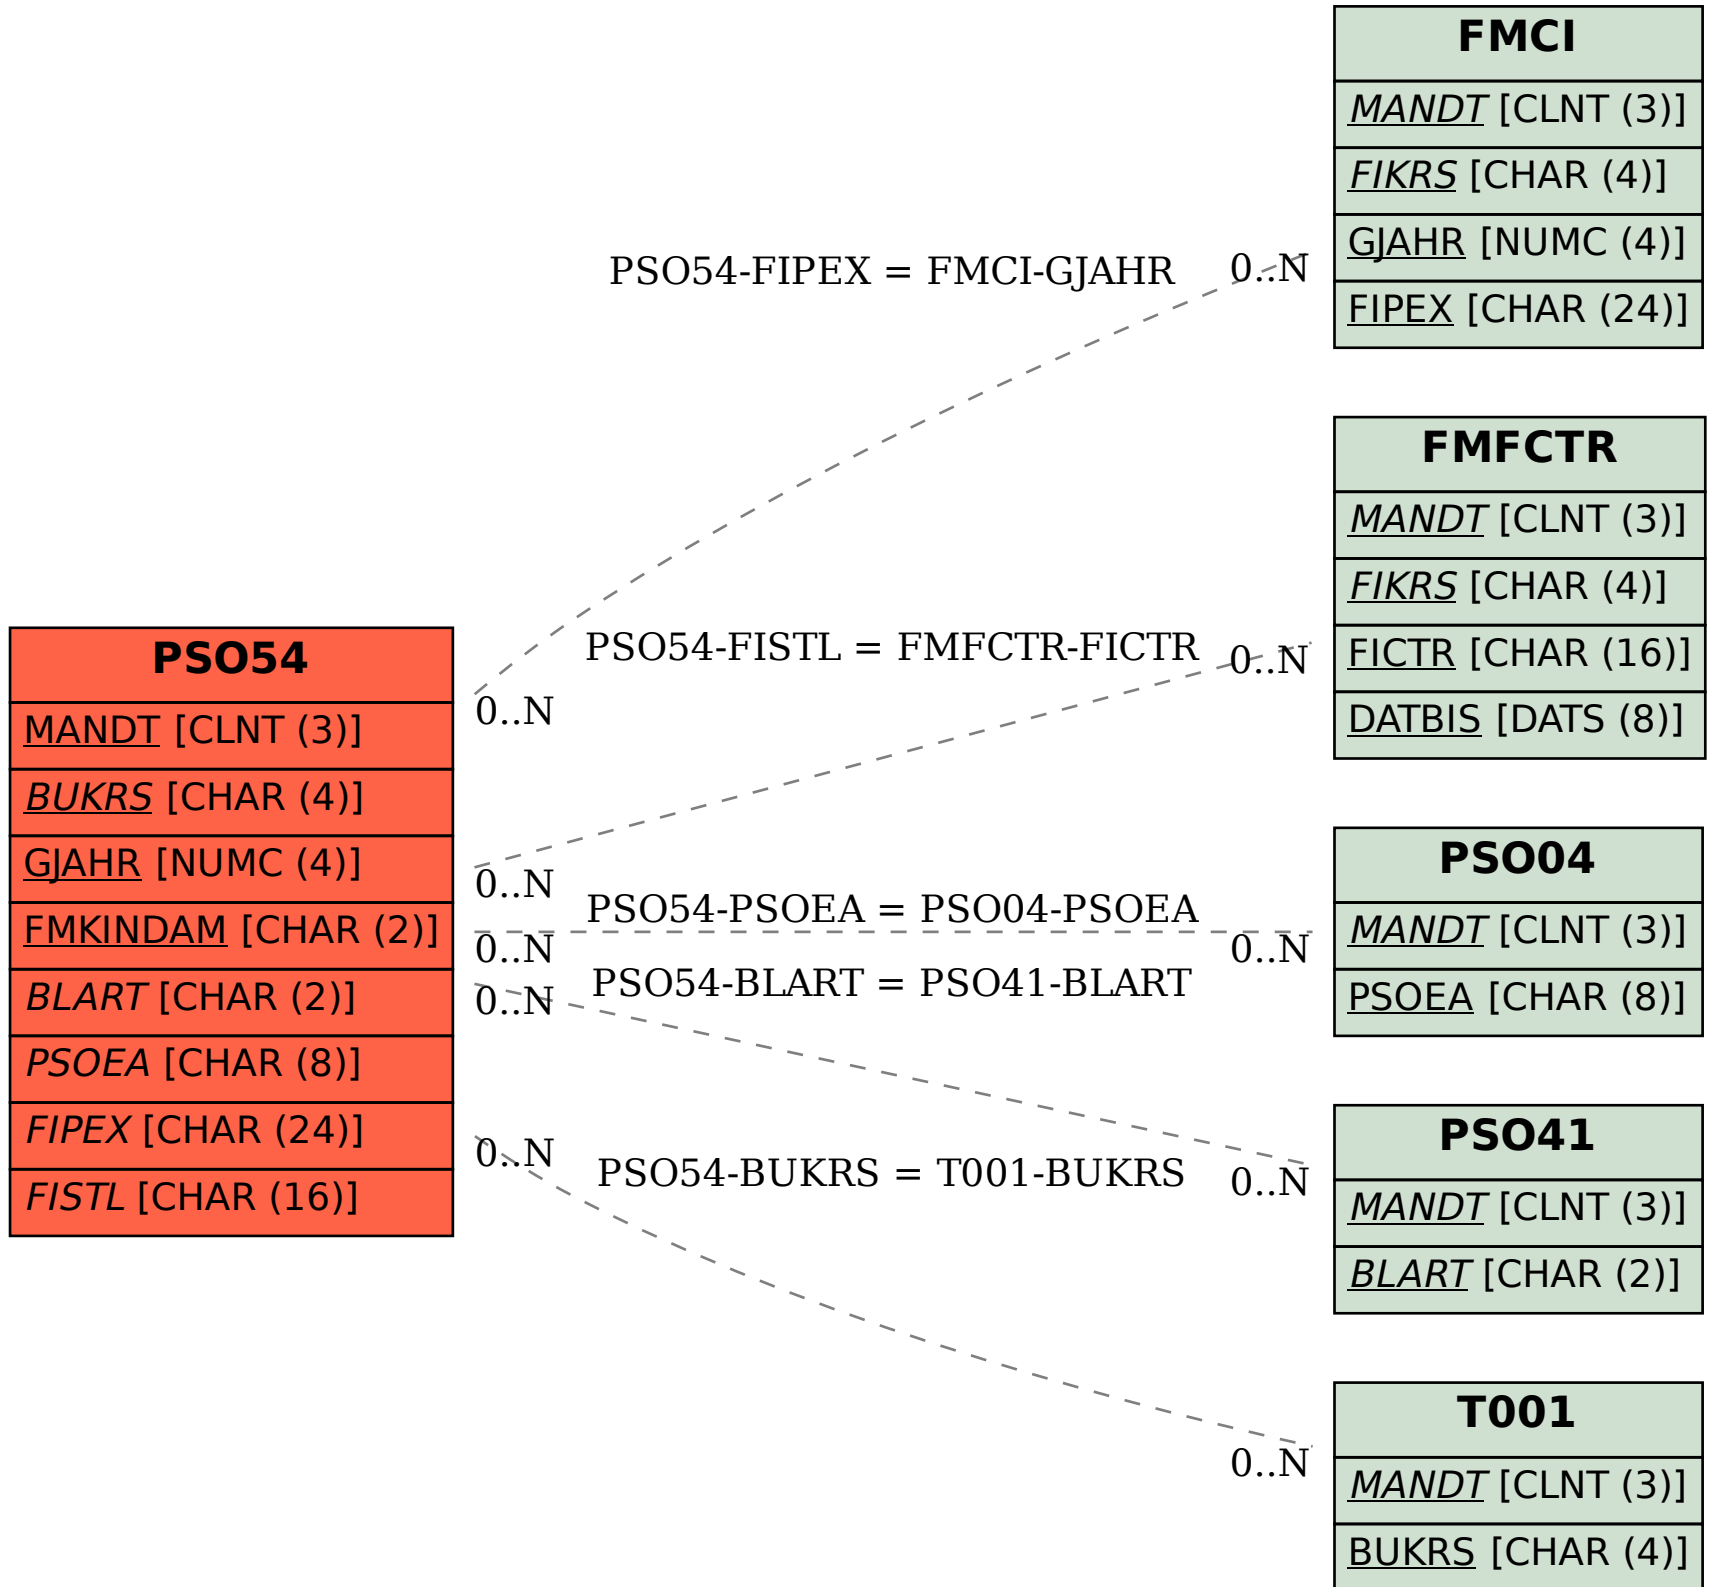 PSO54
MANDT [CLNT (3)]
BUKRS [CHAR (4)]
GJAHR [NUMC (4)]
FMKINDAM [CHAR (2)]
BLART [CHAR (2)]
PSOEA [CHAR (8)]
FIPEX [CHAR (24)]
FISTL [CHAR (16)]
PSO54-FIPEX = FMCI-GJAHR
0..N
0..N
PSO54-FISTL = FMFCTR-FICTR
0..N
0..N
PSO54-PSOEA = PSO04-PSOEA
0..N
0..N
PSO54-BLART = PSO41-BLART
0..N
0..N
PSO54-BUKRS = T001-BUKRS
0..N
0..N
FMCI
MANDT [CLNT (3)]
FIKRS [CHAR (4)]
GJAHR [NUMC (4)]
FIPEX [CHAR (24)]
FMFCTR
MANDT [CLNT (3)]
FIKRS [CHAR (4)]
FICTR [CHAR (16)]
DATBIS [DATS (8)]
PSO04
MANDT [CLNT (3)]
PSOEA [CHAR (8)]
PSO41
MANDT [CLNT (3)]
BLART [CHAR (2)]
T001
MANDT [CLNT (3)]
BUKRS [CHAR (4)]